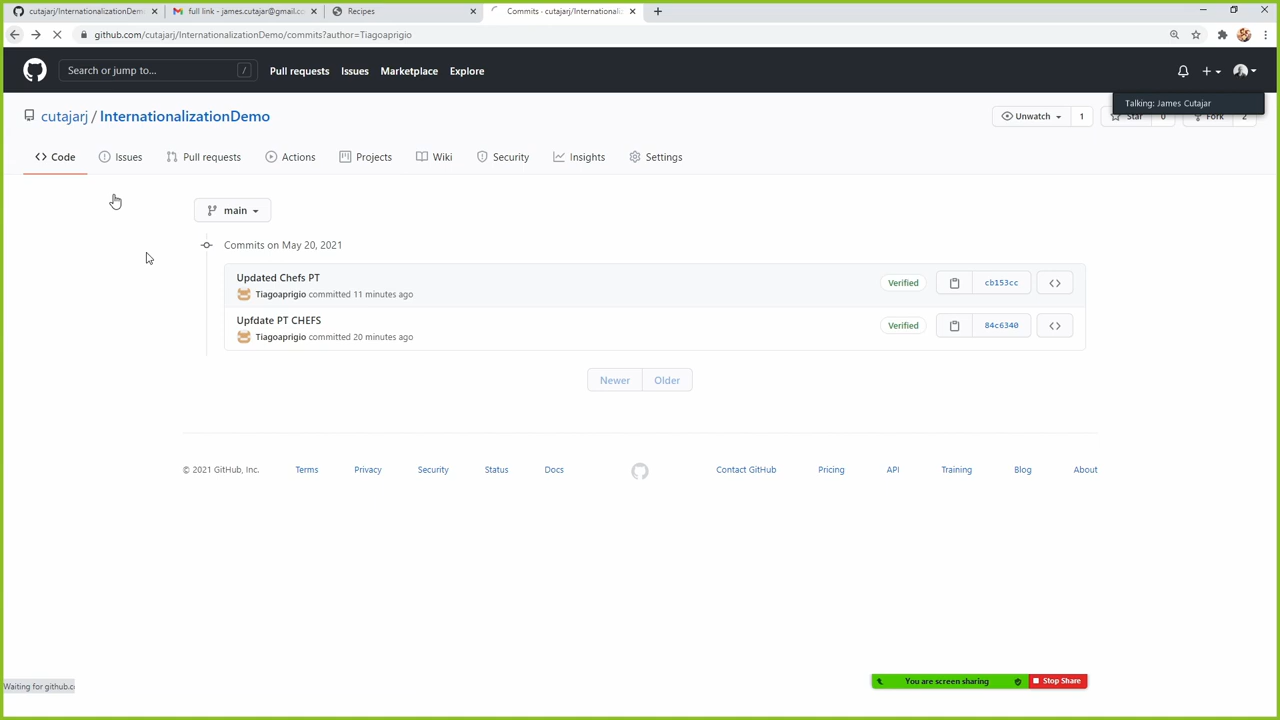 cutajarj/InternationalizationDem
full link - james.cutajar@gmail.co
Recipes
Commits · cutajarj/Internationaliz
github.com/cutajarj/InternationalizationDemo/commits?author=Tiagoaprigio
Search or jump to... /
Pull requests Issues Marketplace Explore
Talking: James Cutajar
cutajarj / InternationalizationDemo
Unwatch 1 Star 0 Fork 2
Code Issues Pull requests Actions Projects Wiki Security Insights Settings
main
Commits on May 20, 2021
Updated Chefs PT
Tiagoaprigio committed 11 minutes ago
Verified cb153cc
Upfdate PT CHEFS
Tiagoaprigio committed 20 minutes ago
Verified 84c6340
Newer Older
© 2021 GitHub, Inc. Terms Privacy Security Status Docs Contact GitHub Pricing API Training Blog About
You are screen sharing Stop Share
Waiting for github.co